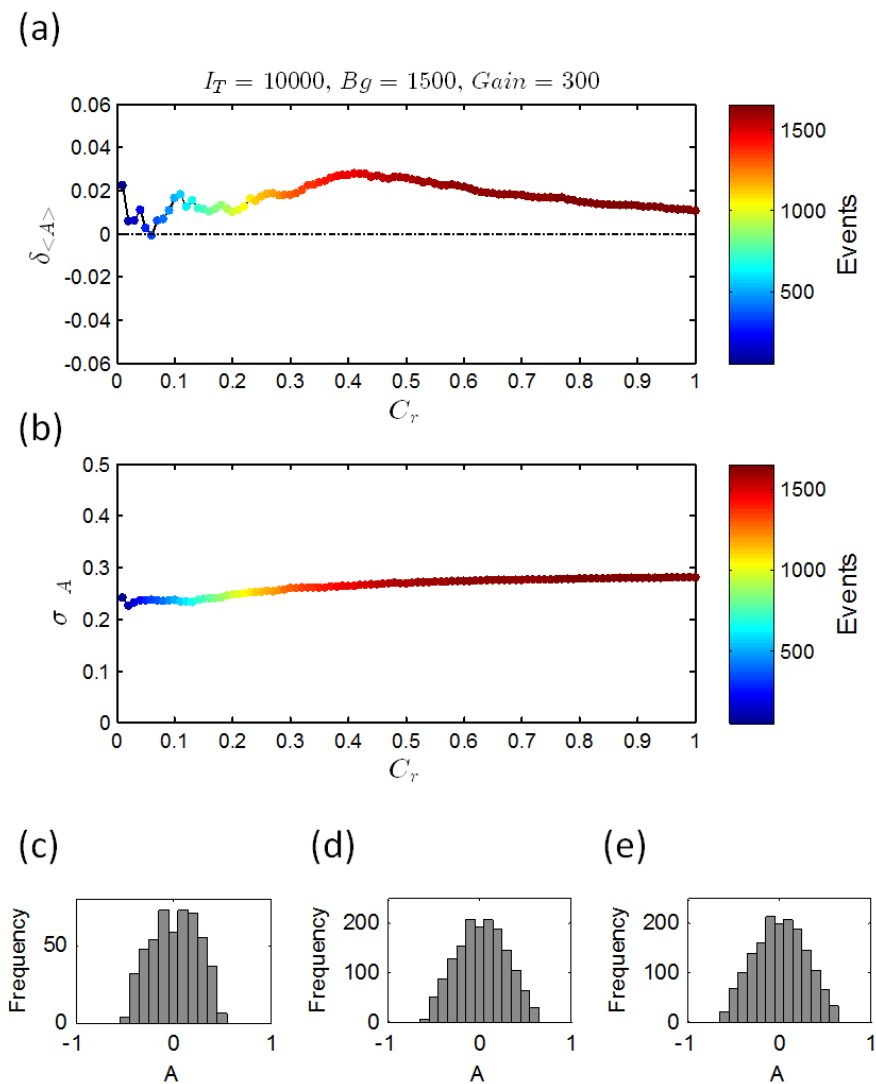 (a)
I_T = 10000, Bg = 1500, Gain = 300
0.06
0.04
0.02
0
-0.02
-0.04
-0.06
δ_<A>
0 0.1 0.2 0.3 0.4 0.5 0.6 0.7 0.8 0.9 1
C_r
1500
1000
500
Events
(b)
0.5
0.4
0.3
0.2
0.1
0
σ_A
0 0.1 0.2 0.3 0.4 0.5 0.6 0.7 0.8 0.9 1
C_r
1500
1000
500
Events
(c) (d) (e)
Frequency
50
0
-1 0 1
A
Frequency
200
100
0
-1 0 1
A
Frequency
200
100
0
-1 0 1
A